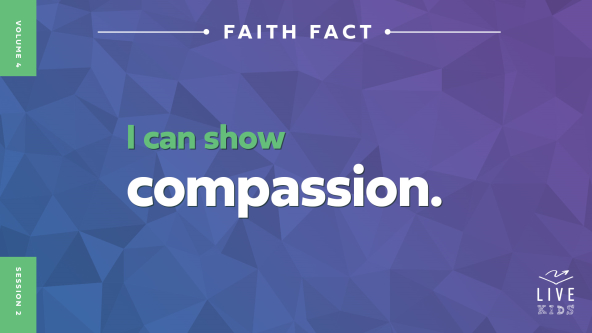 VOLUME 4
FAITH FACT
I can show
compassion.
SESSION 2
LIVE
KIDS